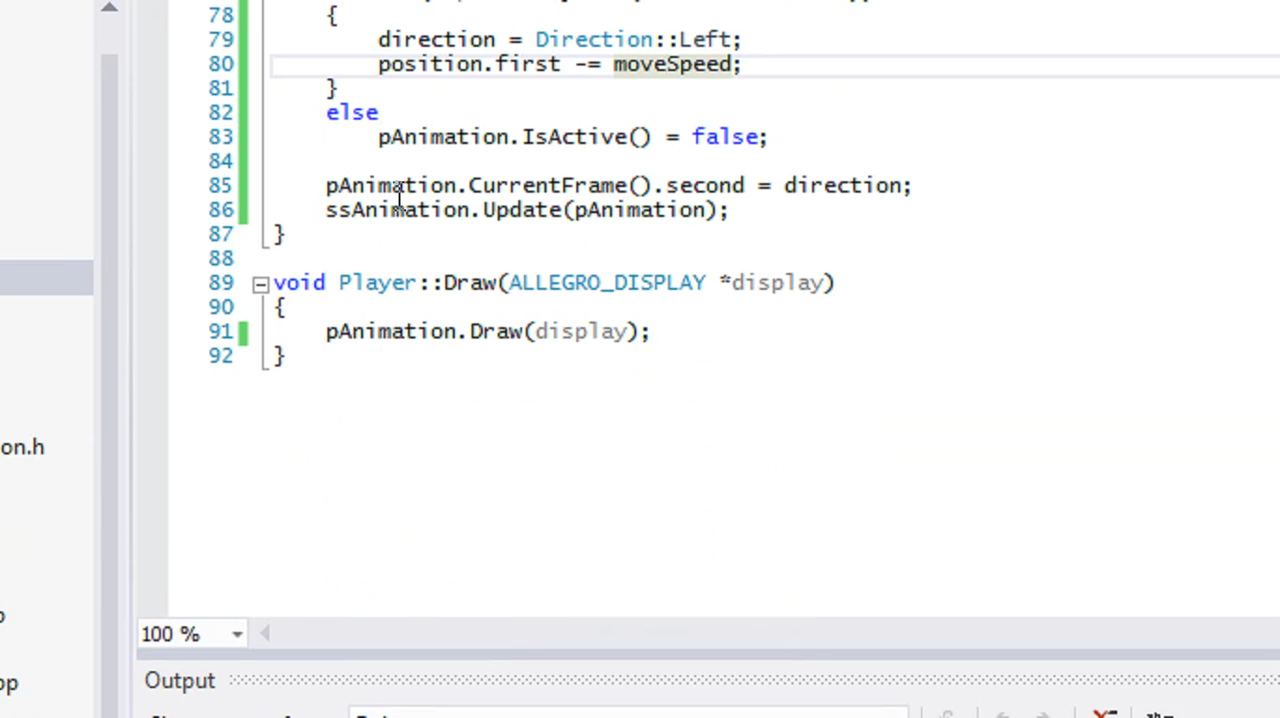 78 {
79 direction = Direction::Left;
80 position.first -= moveSpeed;
81 }
82 else
83 pAnimation.IsActive() = false;
84
85 pAnimation.CurrentFrame().second = direction;
86 ssAnimation.Update(pAnimation);
87 }
88
89 void Player::Draw(ALLEGRO_DISPLAY *display)
90 {
91 pAnimation.Draw(display);
92 }
on.h
100 %
pp
Output